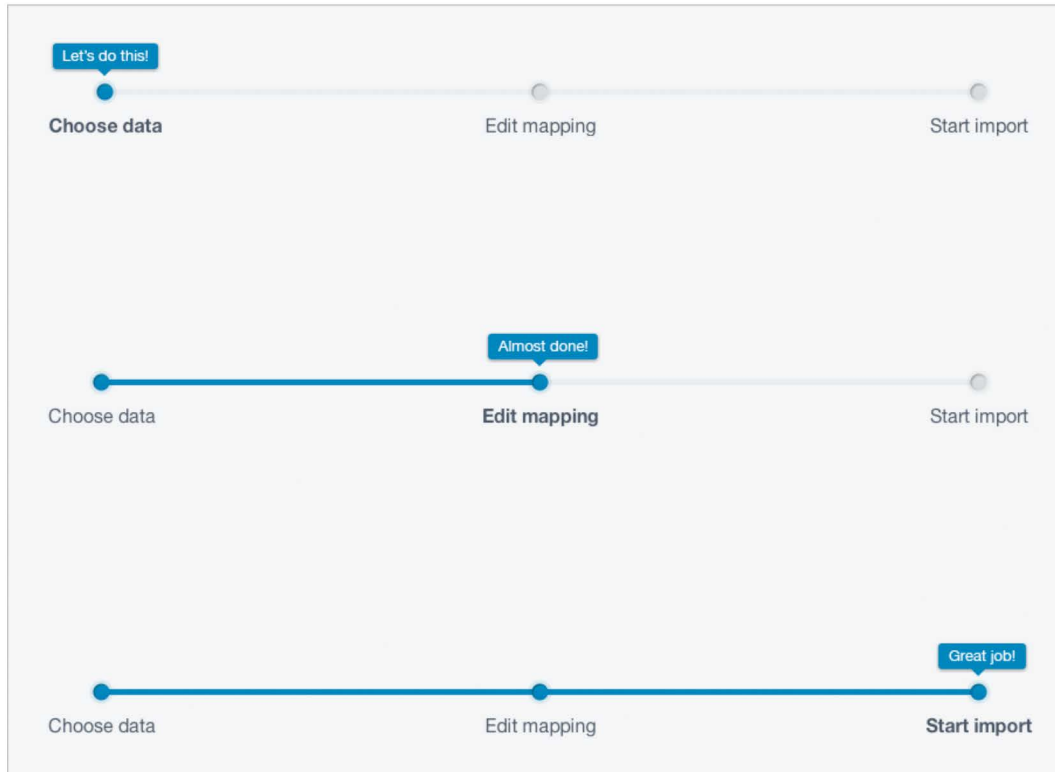 Let's do this!
Choose data Edit mapping Start import
Almost done!
Choose data Edit mapping Start import
Great job!
Choose data Edit mapping Start import